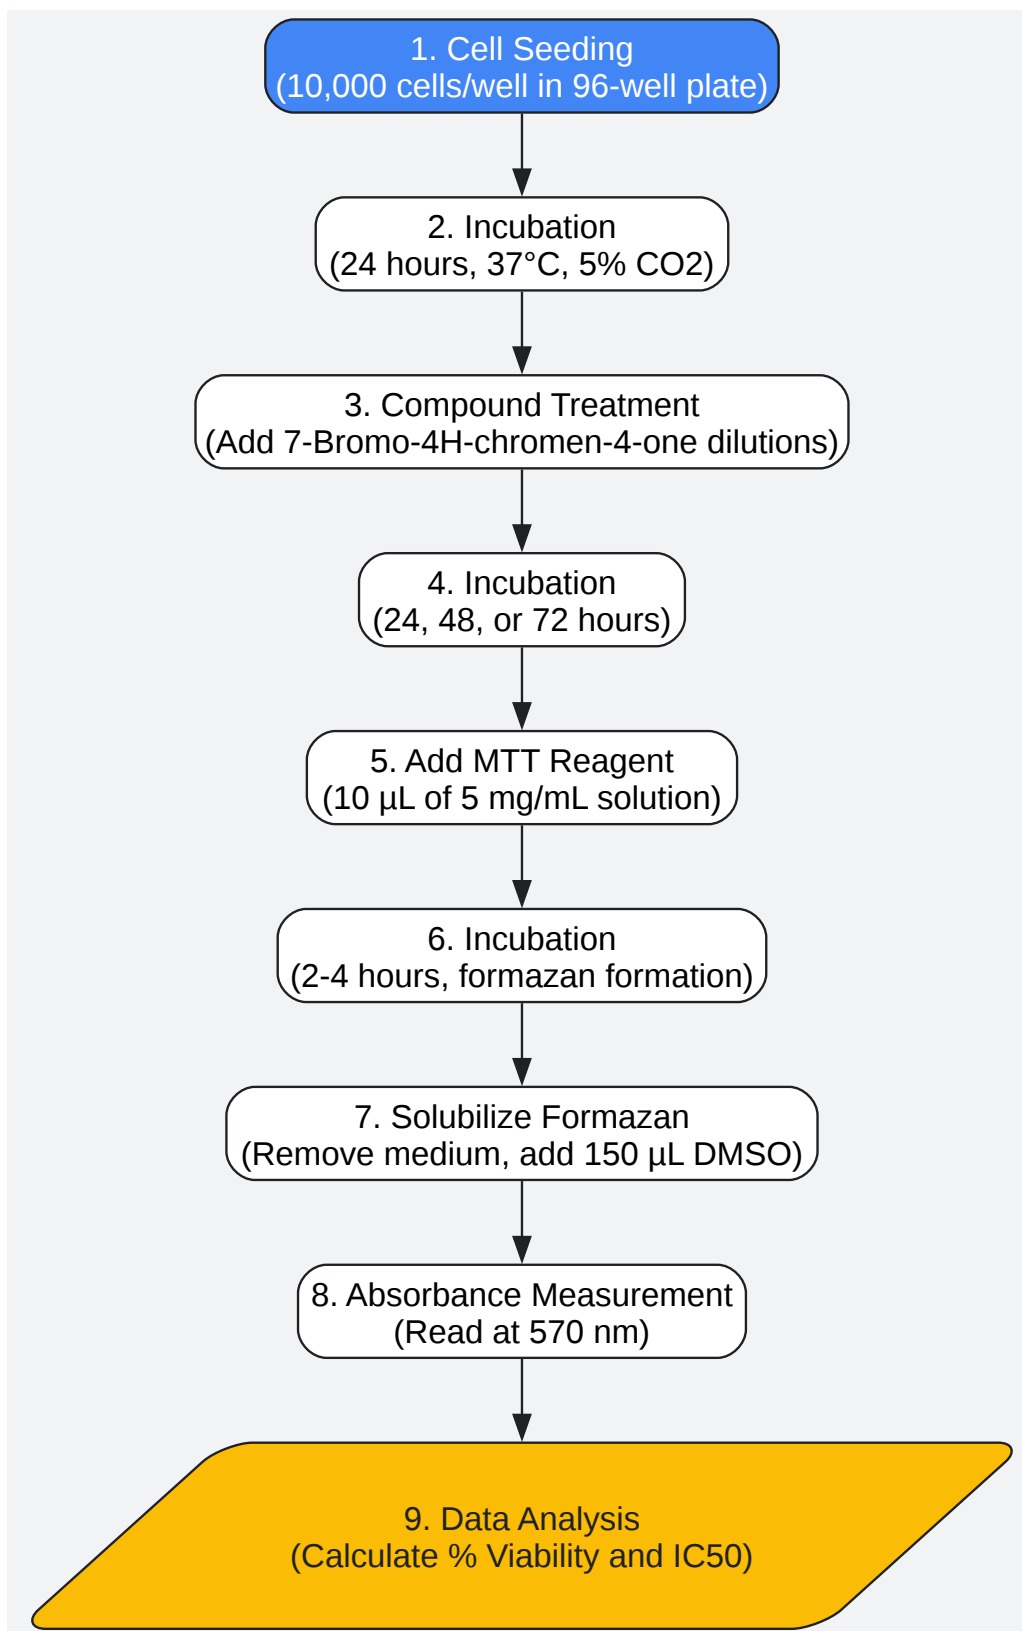 1. Cell Seeding
(10,000 cells/well in 96-well plate)
2. Incubation
(24 hours, 37°C, 5% CO2)
3. Compound Treatment
(Add 7-Bromo-4H-chromen-4-one dilutions)
4. Incubation
(24, 48, or 72 hours)
5. Add MTT Reagent
(10 µL of 5 mg/mL solution)
6. Incubation
(2-4 hours, formazan formation)
7. Solubilize Formazan
(Remove medium, add 150 µL DMSO)
8. Absorbance Measurement
(Read at 570 nm)
9. Data Analysis
(Calculate % Viability and IC50)